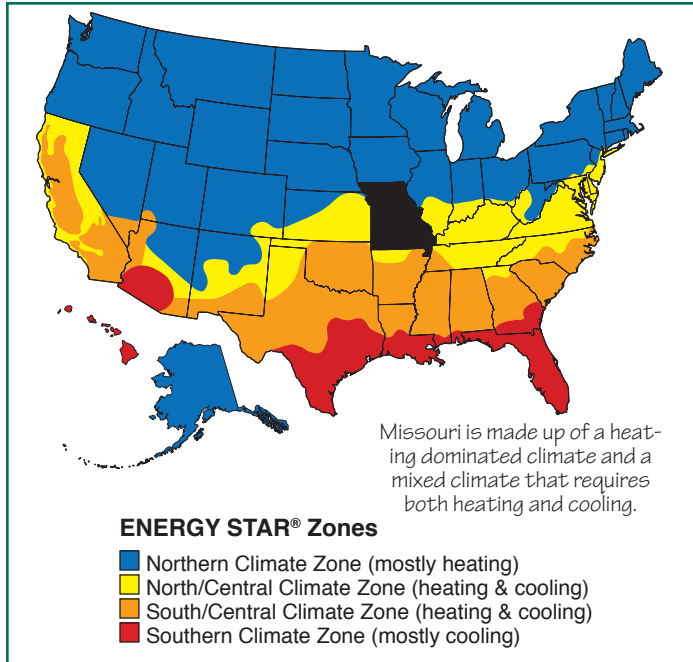 Missouri is made up of a heat-
ing dominated climate and a
mixed climate that requires
both heating and cooling.
ENERGY STAR® Zones
Northern Climate Zone (mostly heating)
North/Central Climate Zone (heating & cooling)
South/Central Climate Zone (heating & cooling)
Southern Climate Zone (mostly cooling)